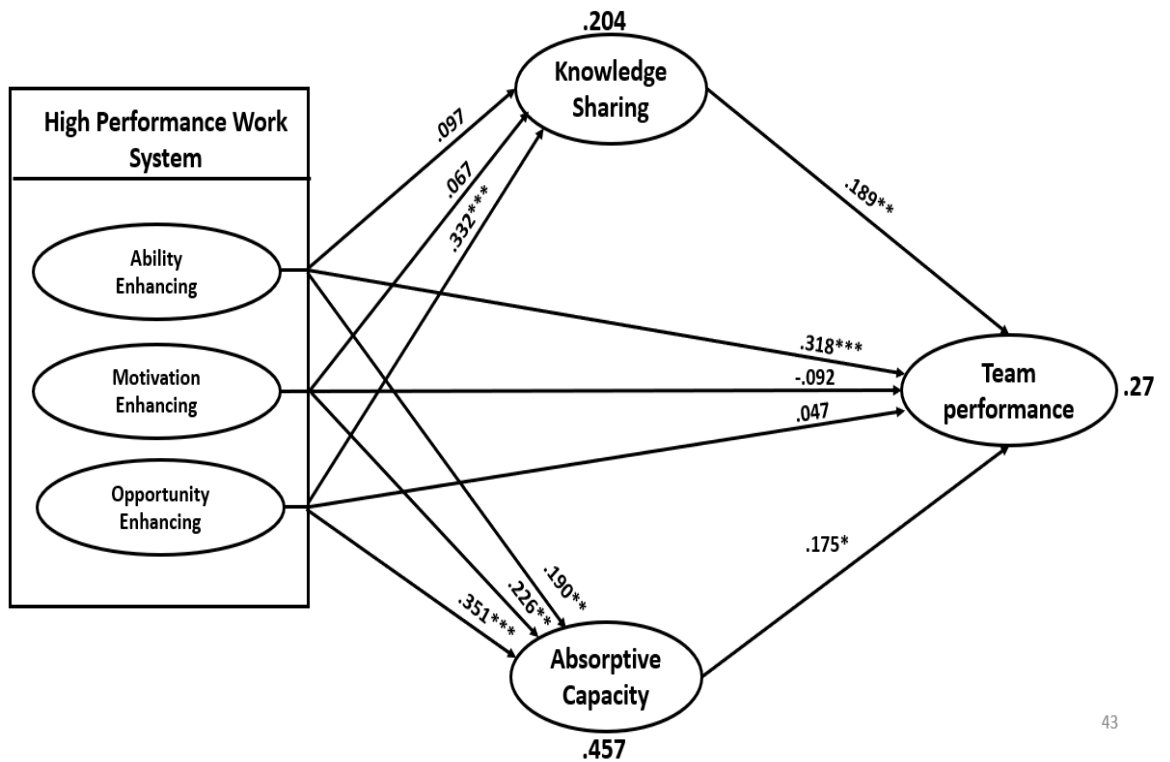 .204
Knowledge
Sharing
High Performance Work
System
.097
.067
.332***
.189**
Ability
Enhancing
Motivation
Enhancing
Opportunity
Enhancing
.318***
-.092
.047
Team
performance
.27
.175*
.190**
.226**
.351***
Absorptive
Capacity
.457
43